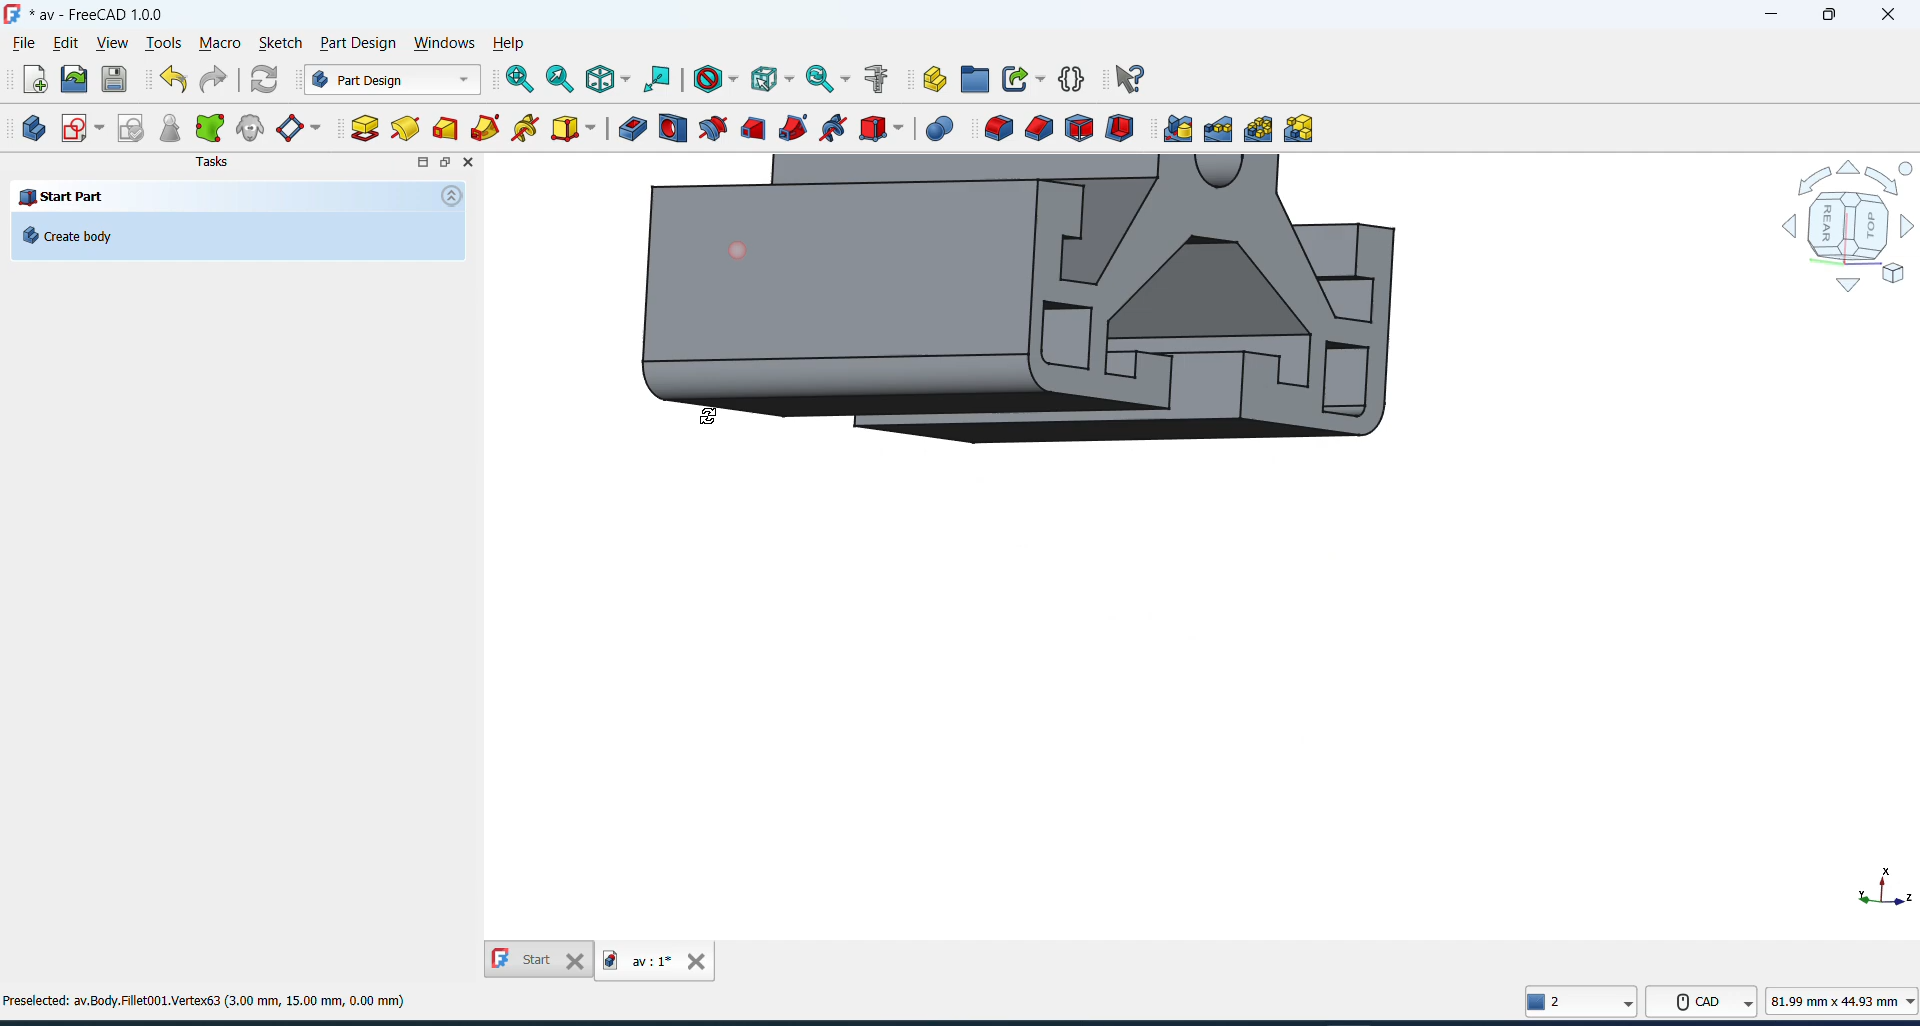 * av - FreeCAD 1.0.0
File Edit View Tools Macro Sketch Part Design Windows Help
Part Design
Tasks
Start Part
Create body
REAR
TOP
X
Y
Z
Start
av : 1*
Preselected: av.Body.Fillet001.Vertex63 (3.00 mm, 15.00 mm, 0.00 mm)
2
CAD
81.99 mm x 44.93 mm